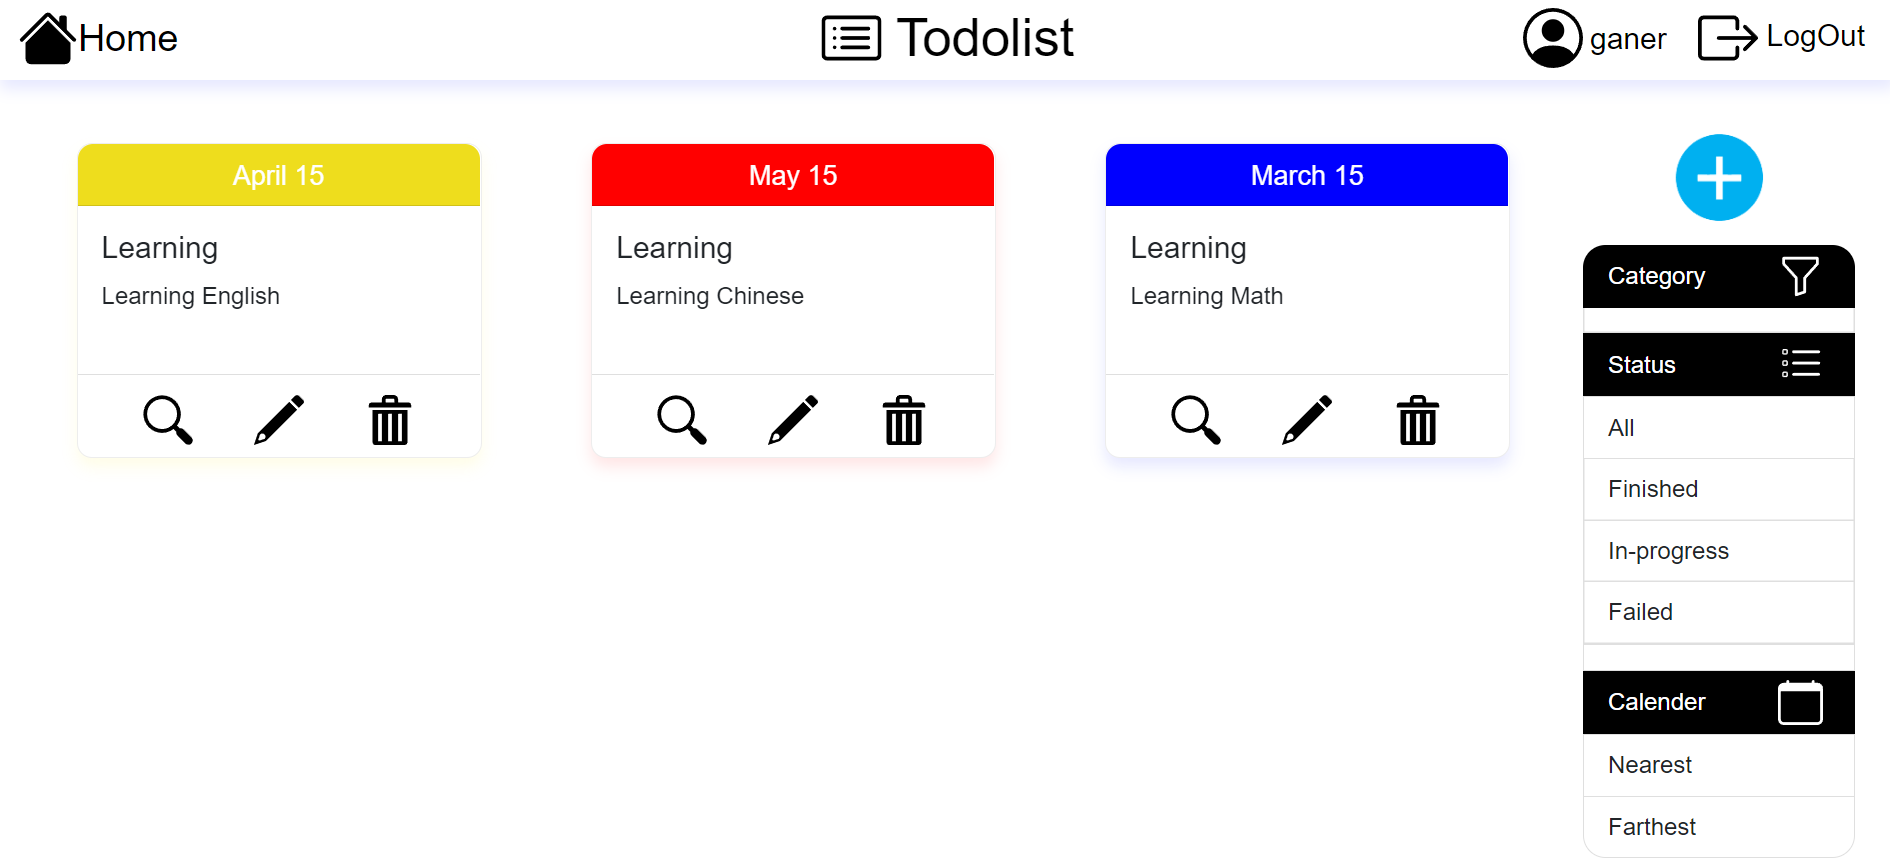 Home
Todolist
ganer
LogOut
April 15
Learning
Learning English
May 15
Learning
Learning Chinese
March 15
Learning
Learning Math
Category
Status
All
Finished
In-progress
Failed
Calender
Nearest
Farthest